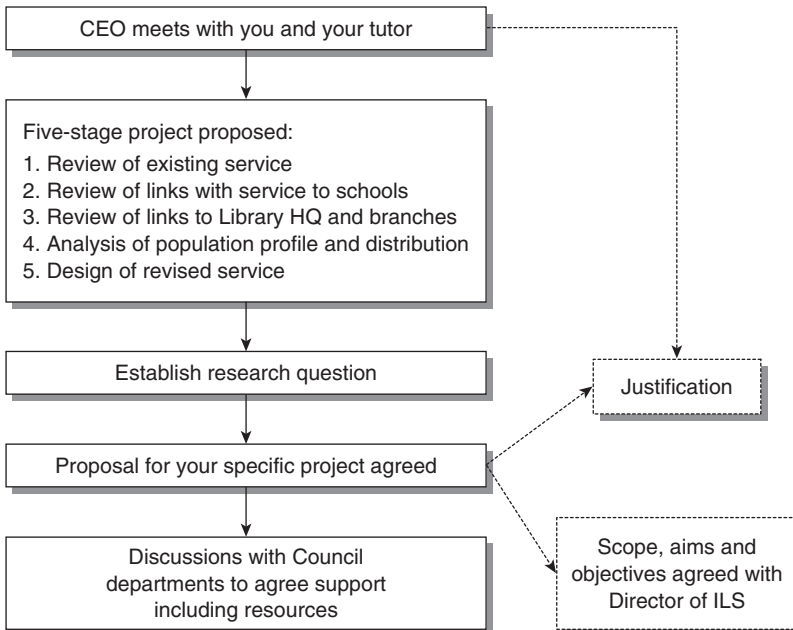 CEO meets with you and your tutor
Five-stage project proposed:
1. Review of existing service
2. Review of links with service to schools
3. Review of links to Library HQ and branches
4. Analysis of population profile and distribution
5. Design of revised service
Establish research question
Justification
Proposal for your specific project agreed
Discussions with Council
departments to agree support
including resources
Scope, aims and
objectives agreed with
Director of ILS